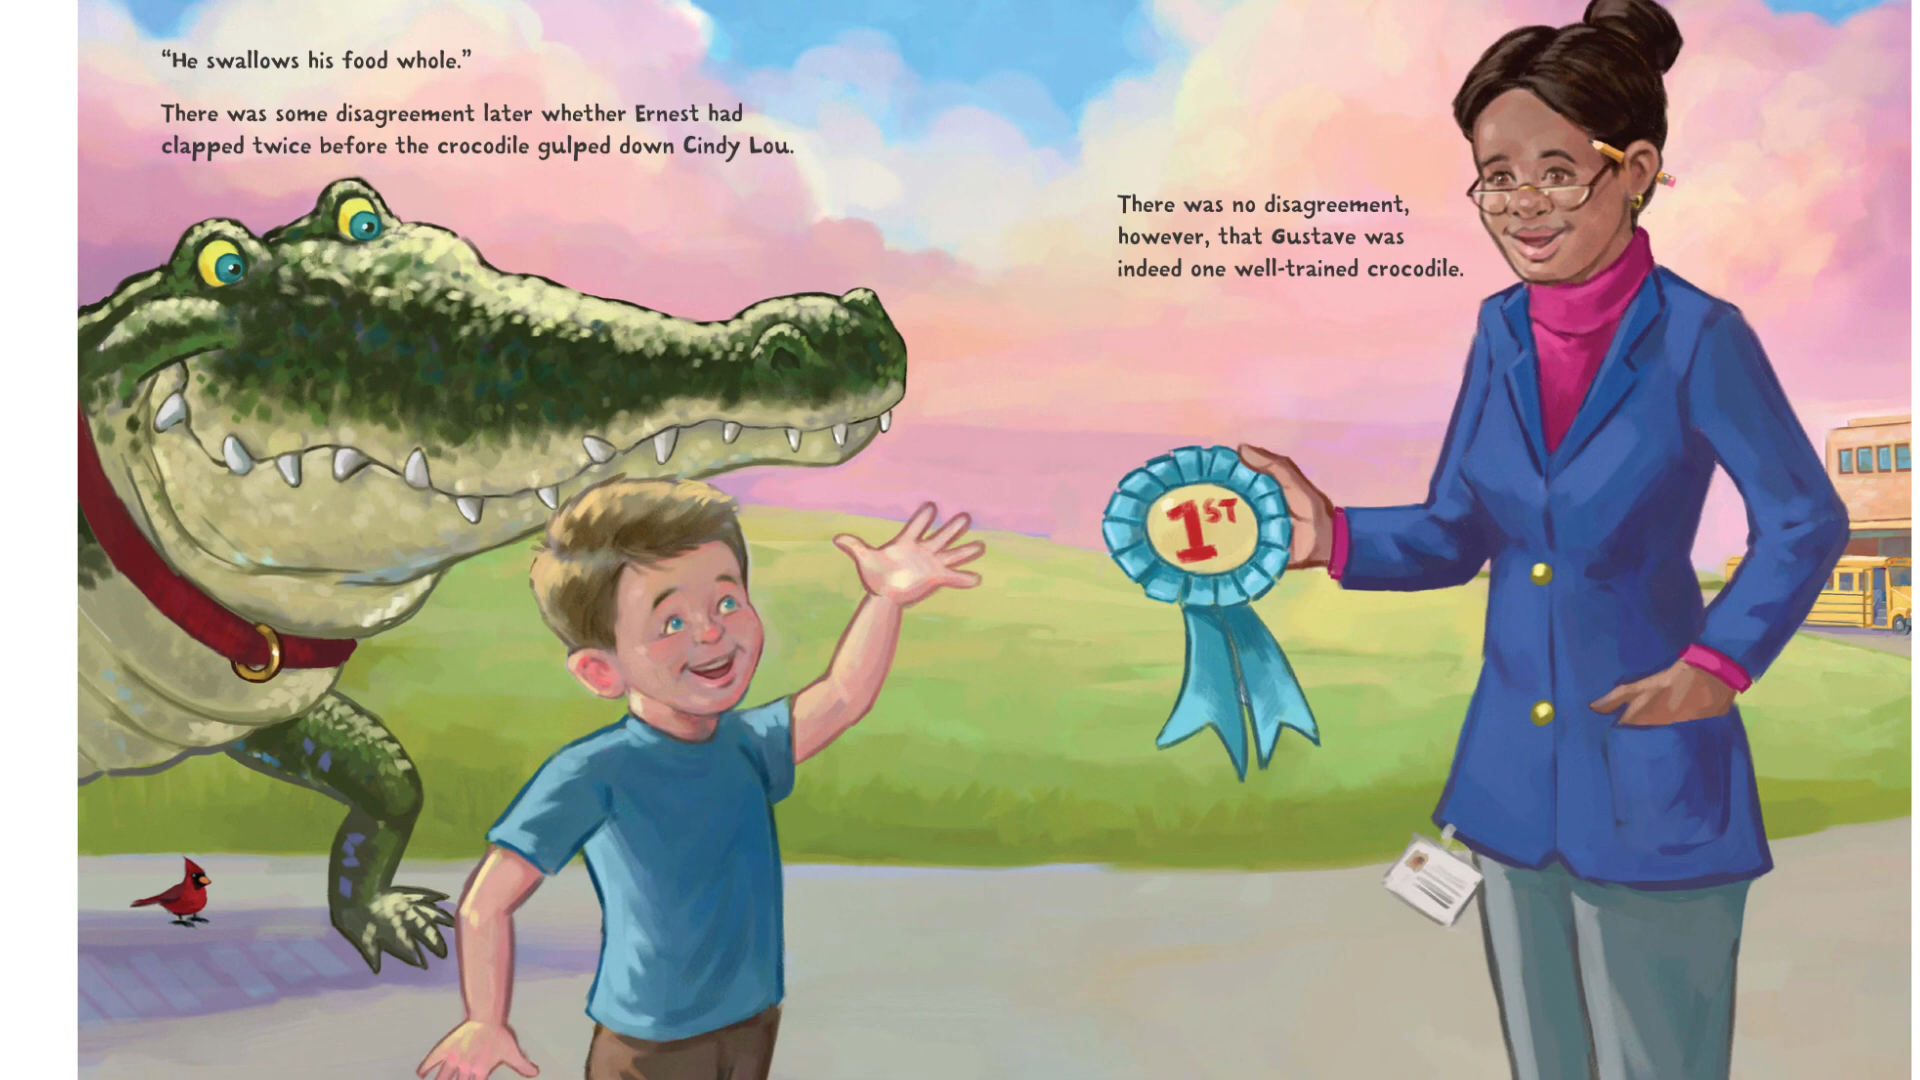 “He swallows his food whole.”
There was some disagreement later whether Ernest had
clapped twice before the crocodile gulped down Cindy Lou.
There was no disagreement,
however, that Gustave was
indeed one well-trained crocodile.
1ST